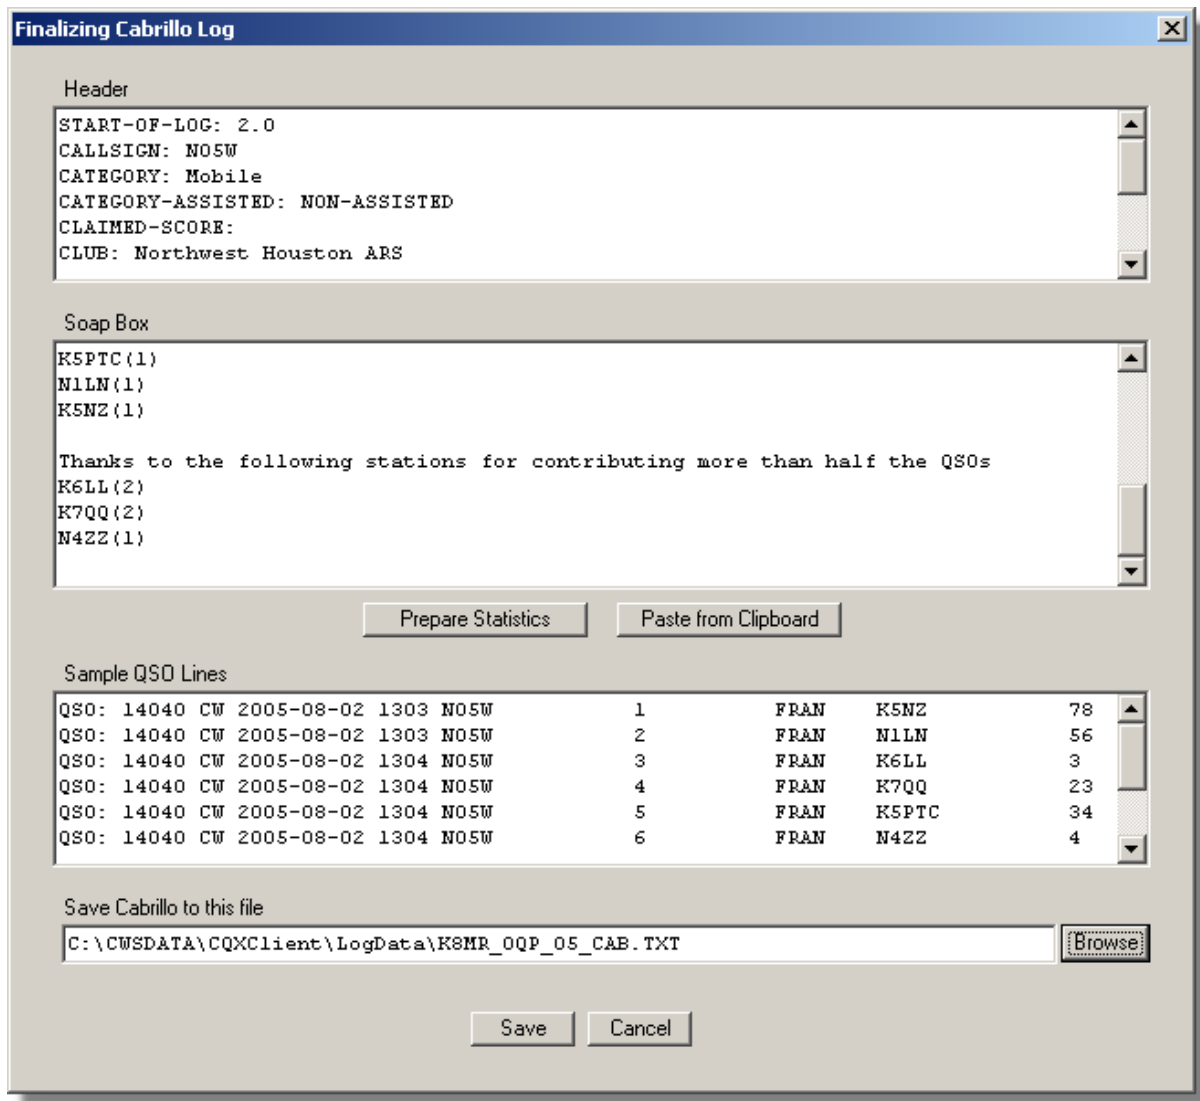 Finalizing Cabrillo Log
Header
START-OF-LOG: 2.0
CALLSIGN: NO5W
CATEGORY: Mobile
CATEGORY-ASSISTED: NON-ASSISTED
CLAIMED-SCORE:
CLUB: Northwest Houston ARS
Soap Box
K5PTC(1)
N1LN(1)
K5NZ(1)
Thanks to the following stations for contributing more than half the QSOs
K6LL(2)
K7QQ(2)
N4ZZ(1)
Prepare Statistics Paste from Clipboard
Sample QSO Lines
QSO: 14040 CW 2005-08-02 1303 NO5W 1 FRAN K5NZ 78
QSO: 14040 CW 2005-08-02 1303 NO5W 2 FRAN N1LN 56
QSO: 14040 CW 2005-08-02 1304 NO5W 3 FRAN K6LL 3
QSO: 14040 CW 2005-08-02 1304 NO5W 4 FRAN K7QQ 23
QSO: 14040 CW 2005-08-02 1304 NO5W 5 FRAN K5PTC 34
QSO: 14040 CW 2005-08-02 1304 NO5W 6 FRAN N4ZZ 4
Save Cabrillo to this file
C:\CWSDATA\CQXClient\LogData\K8MR_OQP_05_CAB.TXT Browse
Save Cancel